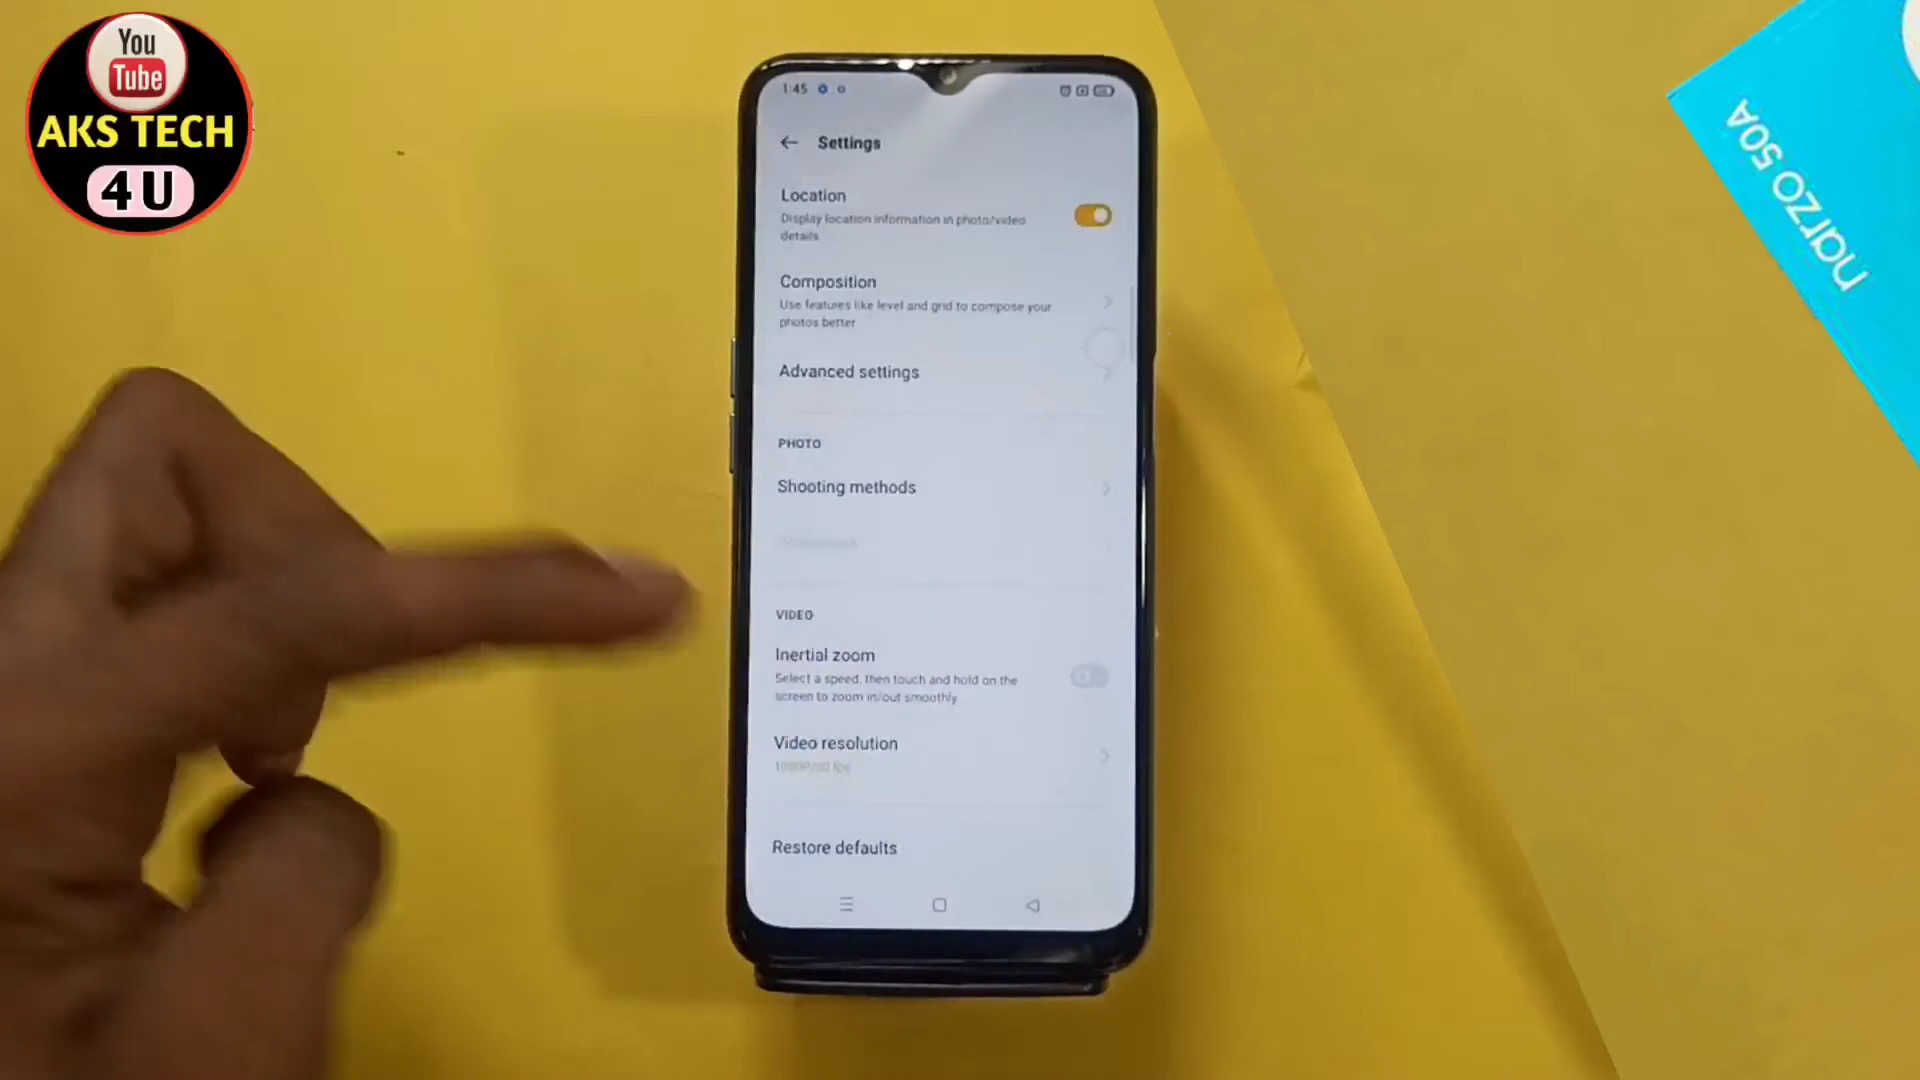 You
Tube
AKS TECH
4 U
narzo 50A
1:45
Settings
Location
Display location information in photo/video
details
Composition
Use features like level and grid to compose your
photos better
Advanced settings
PHOTO
Shooting methods
VIDEO
Inertial zoom
Select a speed, then touch and hold on the
screen to zoom in/out smoothly
Video resolution
Restore defaults